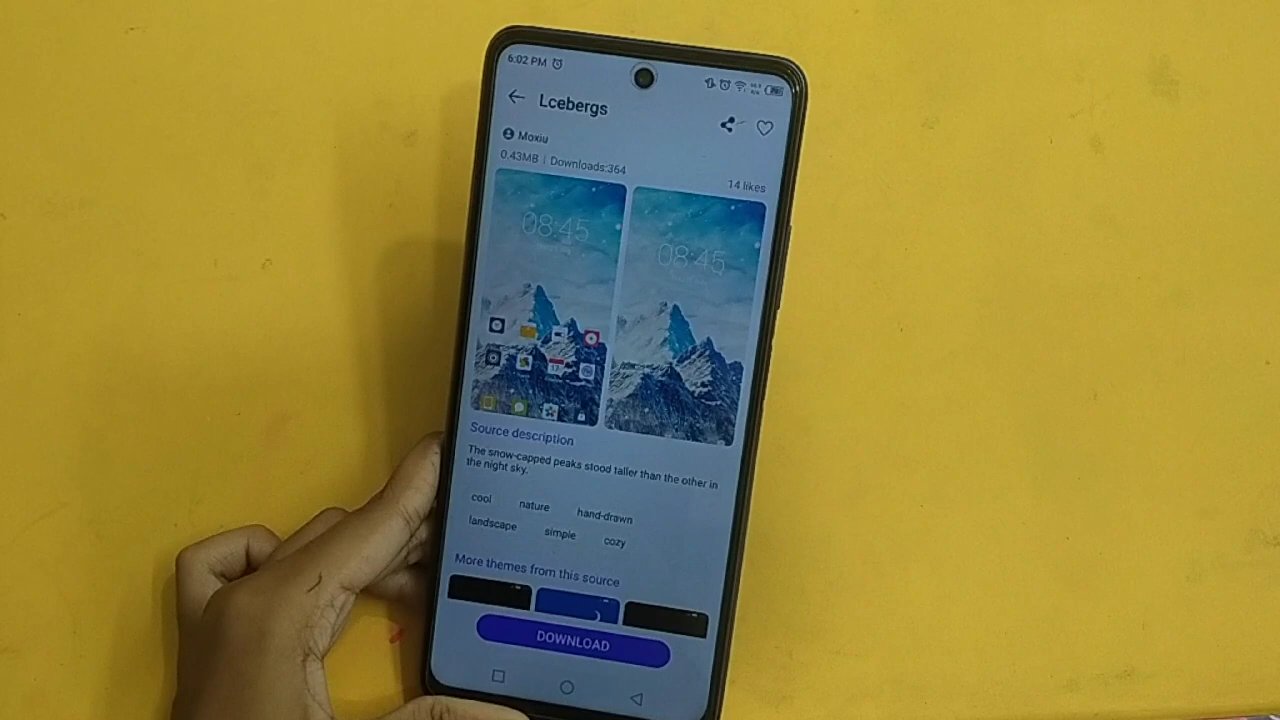 6:02 PM
Lcebergs
Moxiu
0.43MB | Downloads:364
14 likes
08:45
08:45
Source description
The snow-capped peaks stood taller than the other in
the night sky.
cool nature hand-drawn
landscape simple cozy
More themes from this source
DOWNLOAD